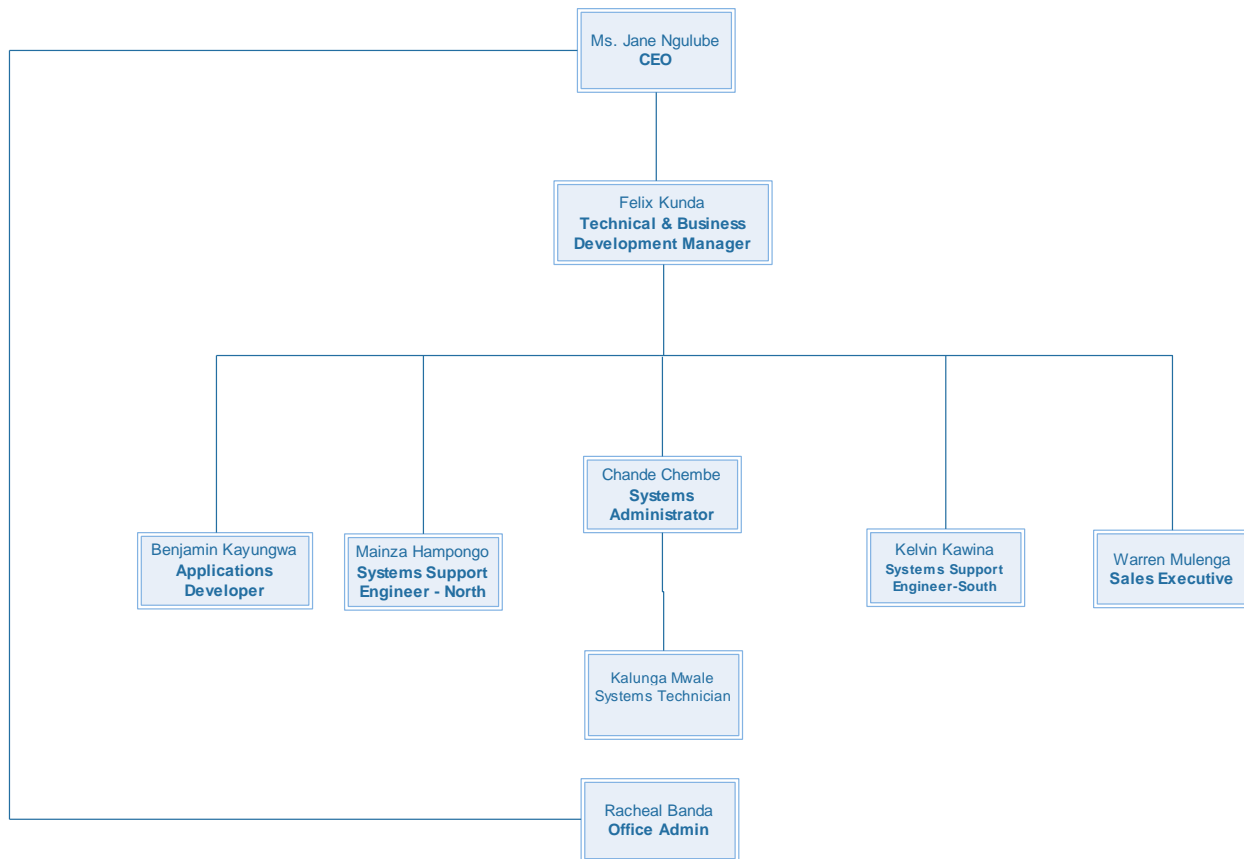 Ms. Jane Ngulube
CEO
Felix Kunda
Technical & Business
Development Manager
Chande Chembe
Systems
Administrator
Benjamin Kayungwa
Applications
Developer
Mainza Hampongo
Systems Support
Engineer - North
Kelvin Kawina
Systems Support
Engineer-South
Warren Mulenga
Sales Executive
Kalunga Mwale
Systems Technician
Racheal Banda
Office Admin